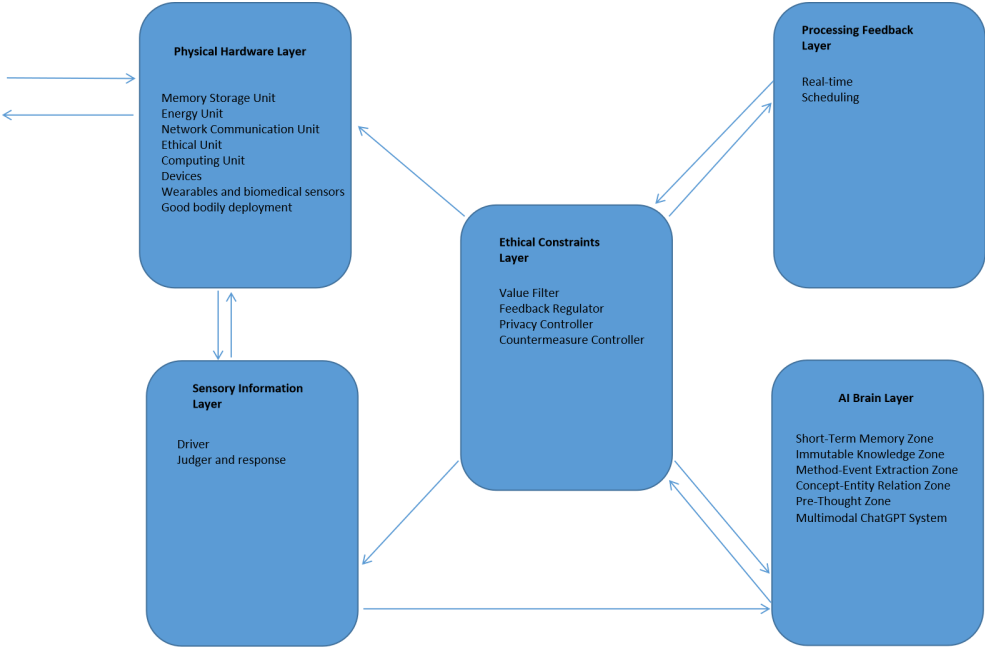 Physical Hardware Layer
Memory Storage Unit
Energy Unit
Network Communication Unit
Ethical Unit
Computing Unit
Devices
Wearables and biomedical sensors
Good bodily deployment
Processing Feedback
Layer
Real-time
Scheduling
Ethical Constraints
Layer
Value Filter
Feedback Regulator
Privacy Controller
Countermeasure Controller
Sensory Information
Layer
Driver
Judger and response
AI Brain Layer
Short-Term Memory Zone
Immutable Knowledge Zone
Method-Event Extraction Zone
Concept-Entity Relation Zone
Pre-Thought Zone
Multimodal ChatGPT System